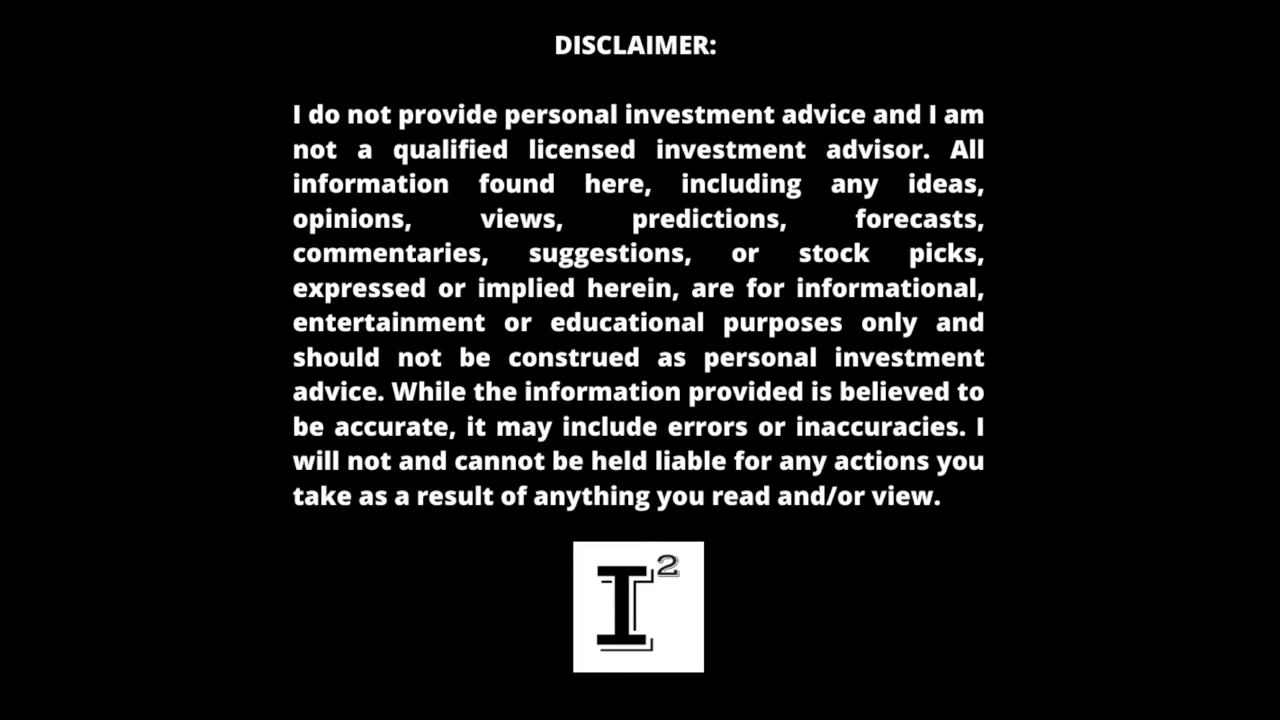 DISCLAIMER:
I do not provide personal investment advice and I am
not a qualified licensed investment advisor. All
information found here, including any ideas,
opinions, views, predictions, forecasts,
commentaries, suggestions, or stock picks,
expressed or implied herein, are for informational,
entertainment or educational purposes only and
should not be construed as personal investment
advice. While the information provided is believed to
be accurate, it may include errors or inaccuracies. I
will not and cannot be held liable for any actions you
take as a result of anything you read and/or view.
I²